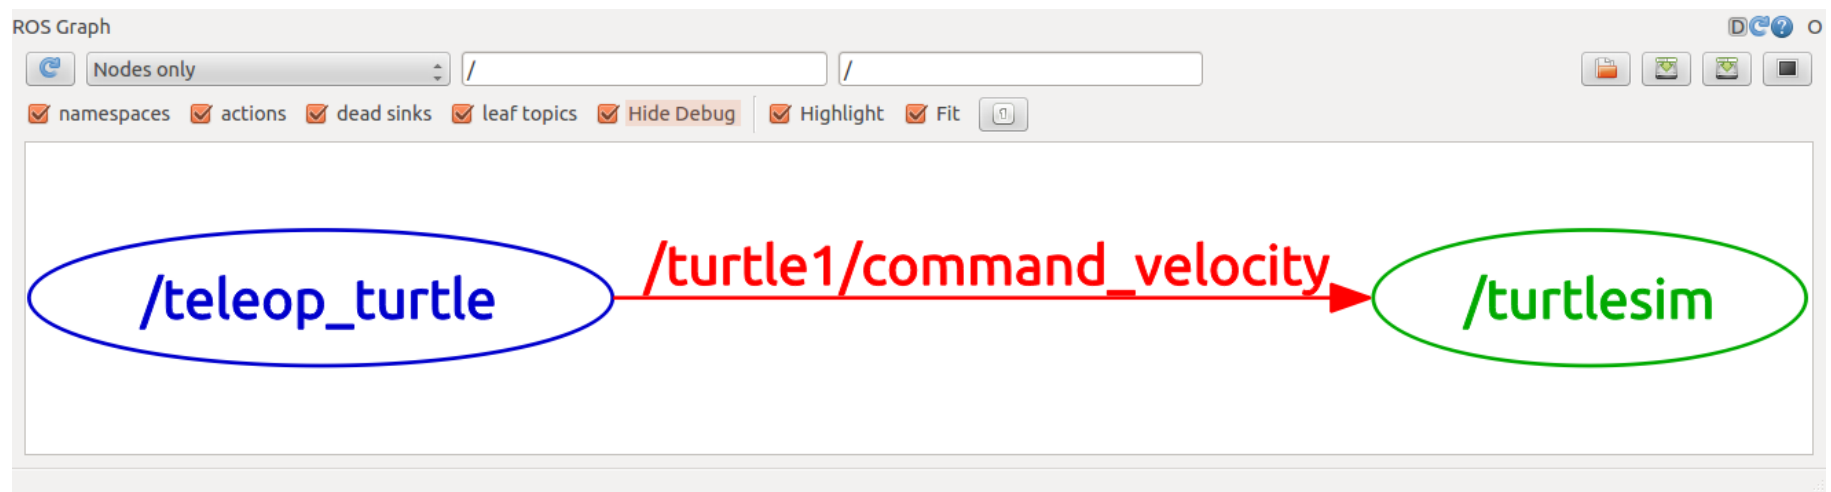 ROS Graph D ? O
Nodes only / /
namespaces actions dead sinks leaf topics Hide Debug Highlight Fit
/teleop_turtle /turtle1/command_velocity /turtlesim